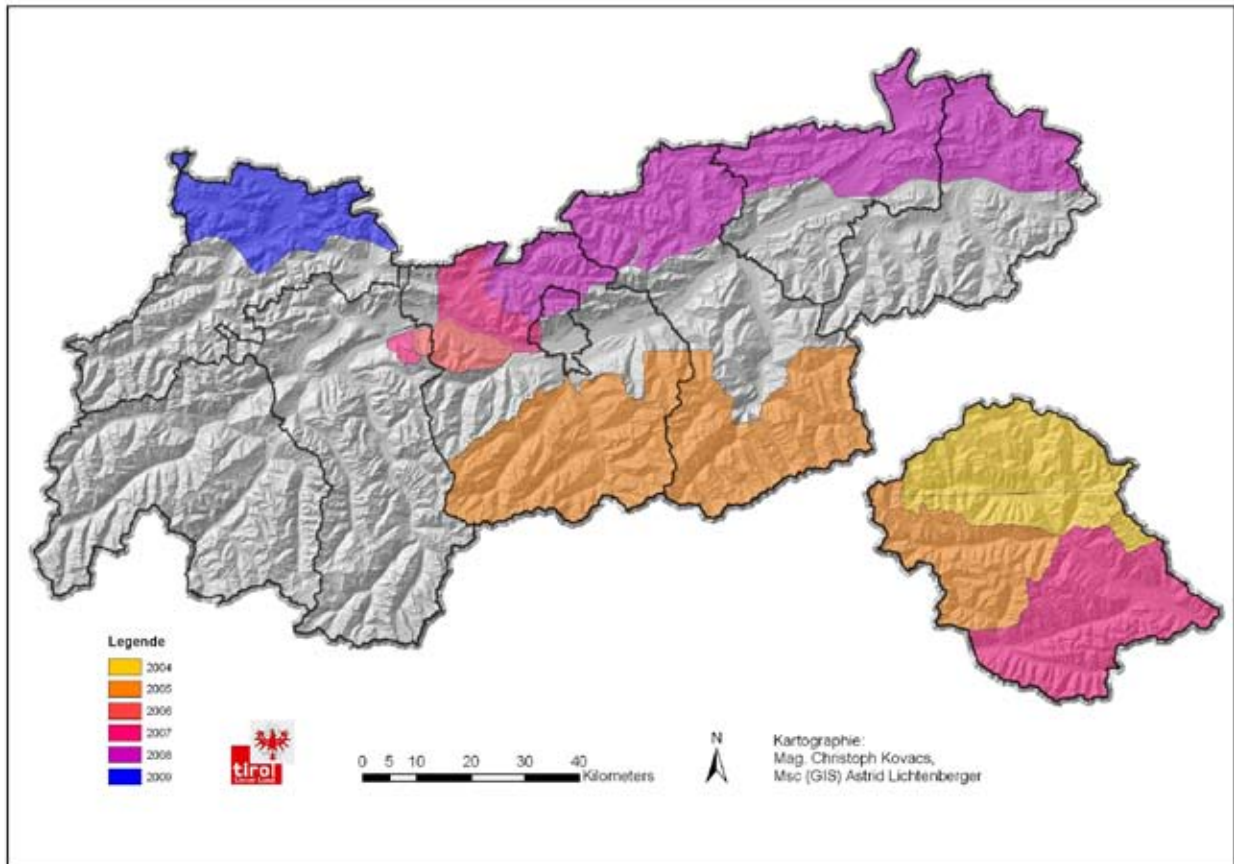 Legende
2004
2005
2006
2007
2008
2009
tirol
0 5 10 20 30 40
Kilometers
N
Kartographie:
Mag. Christoph Kovacs,
Msc (GIS) Astrid Lichtenberger